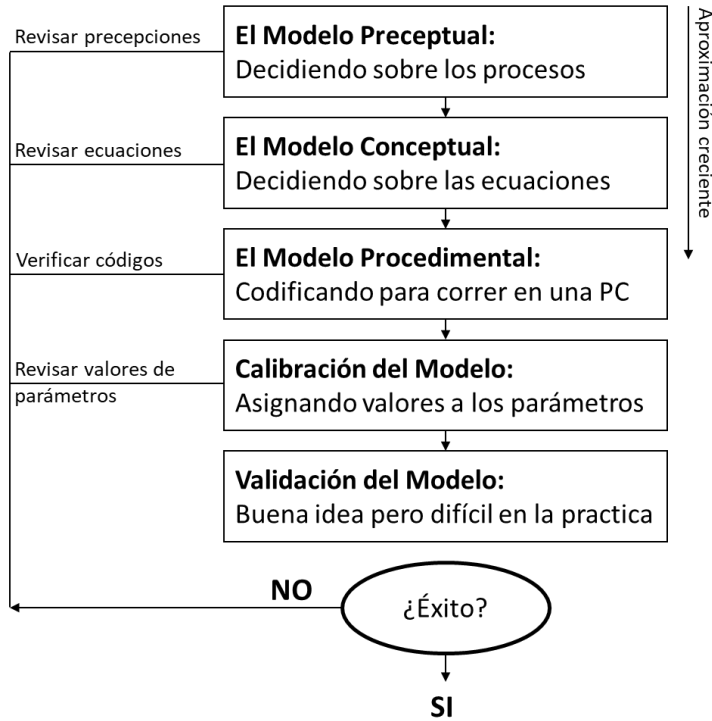 Revisar precepciones
El Modelo Preceptual:
Decidiendo sobre los procesos
Aproximación creciente
Revisar ecuaciones
El Modelo Conceptual:
Decidiendo sobre las ecuaciones
Verificar códigos
El Modelo Procedimental:
Codificando para correr en una PC
Revisar valores de
parámetros
Calibración del Modelo:
Asignando valores a los parámetros
Validación del Modelo:
Buena idea pero difícil en la practica
NO
¿Éxito?
SI